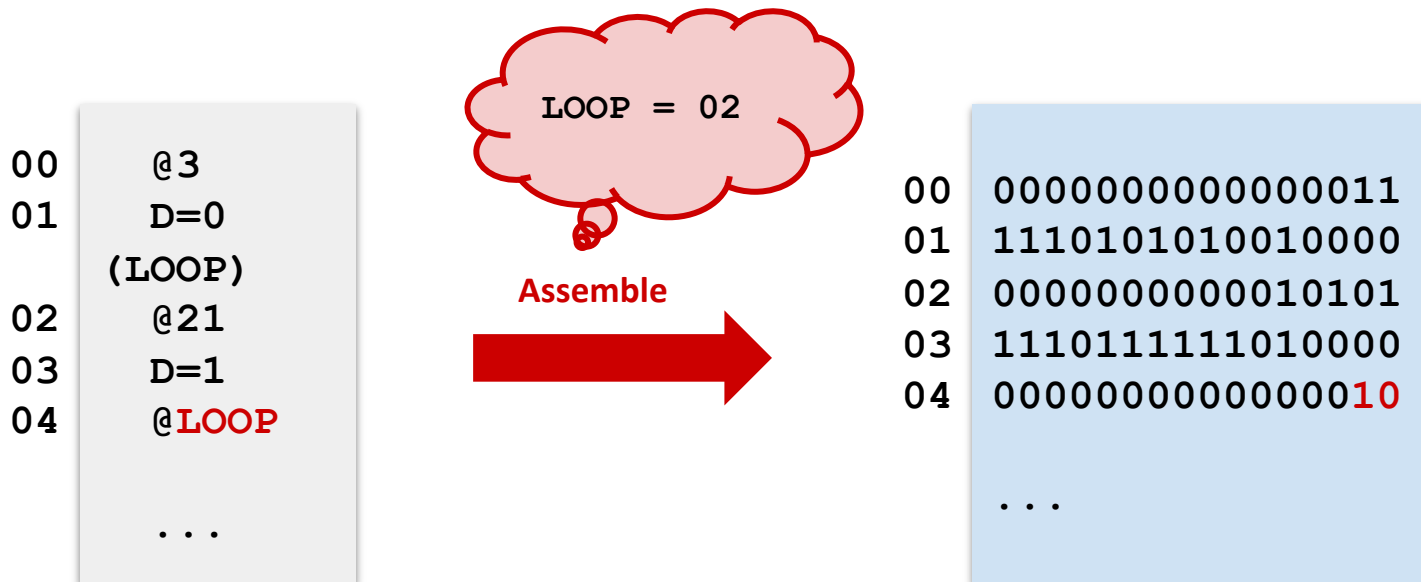 LOOP = 02
00 @3
01 D=0
(LOOP)
02 @21
03 D=1
04 @LOOP
...
Assemble
00 0000000000000011
01 1110101010010000
02 0000000000010101
03 1110111111010000
04 0000000000000010
...